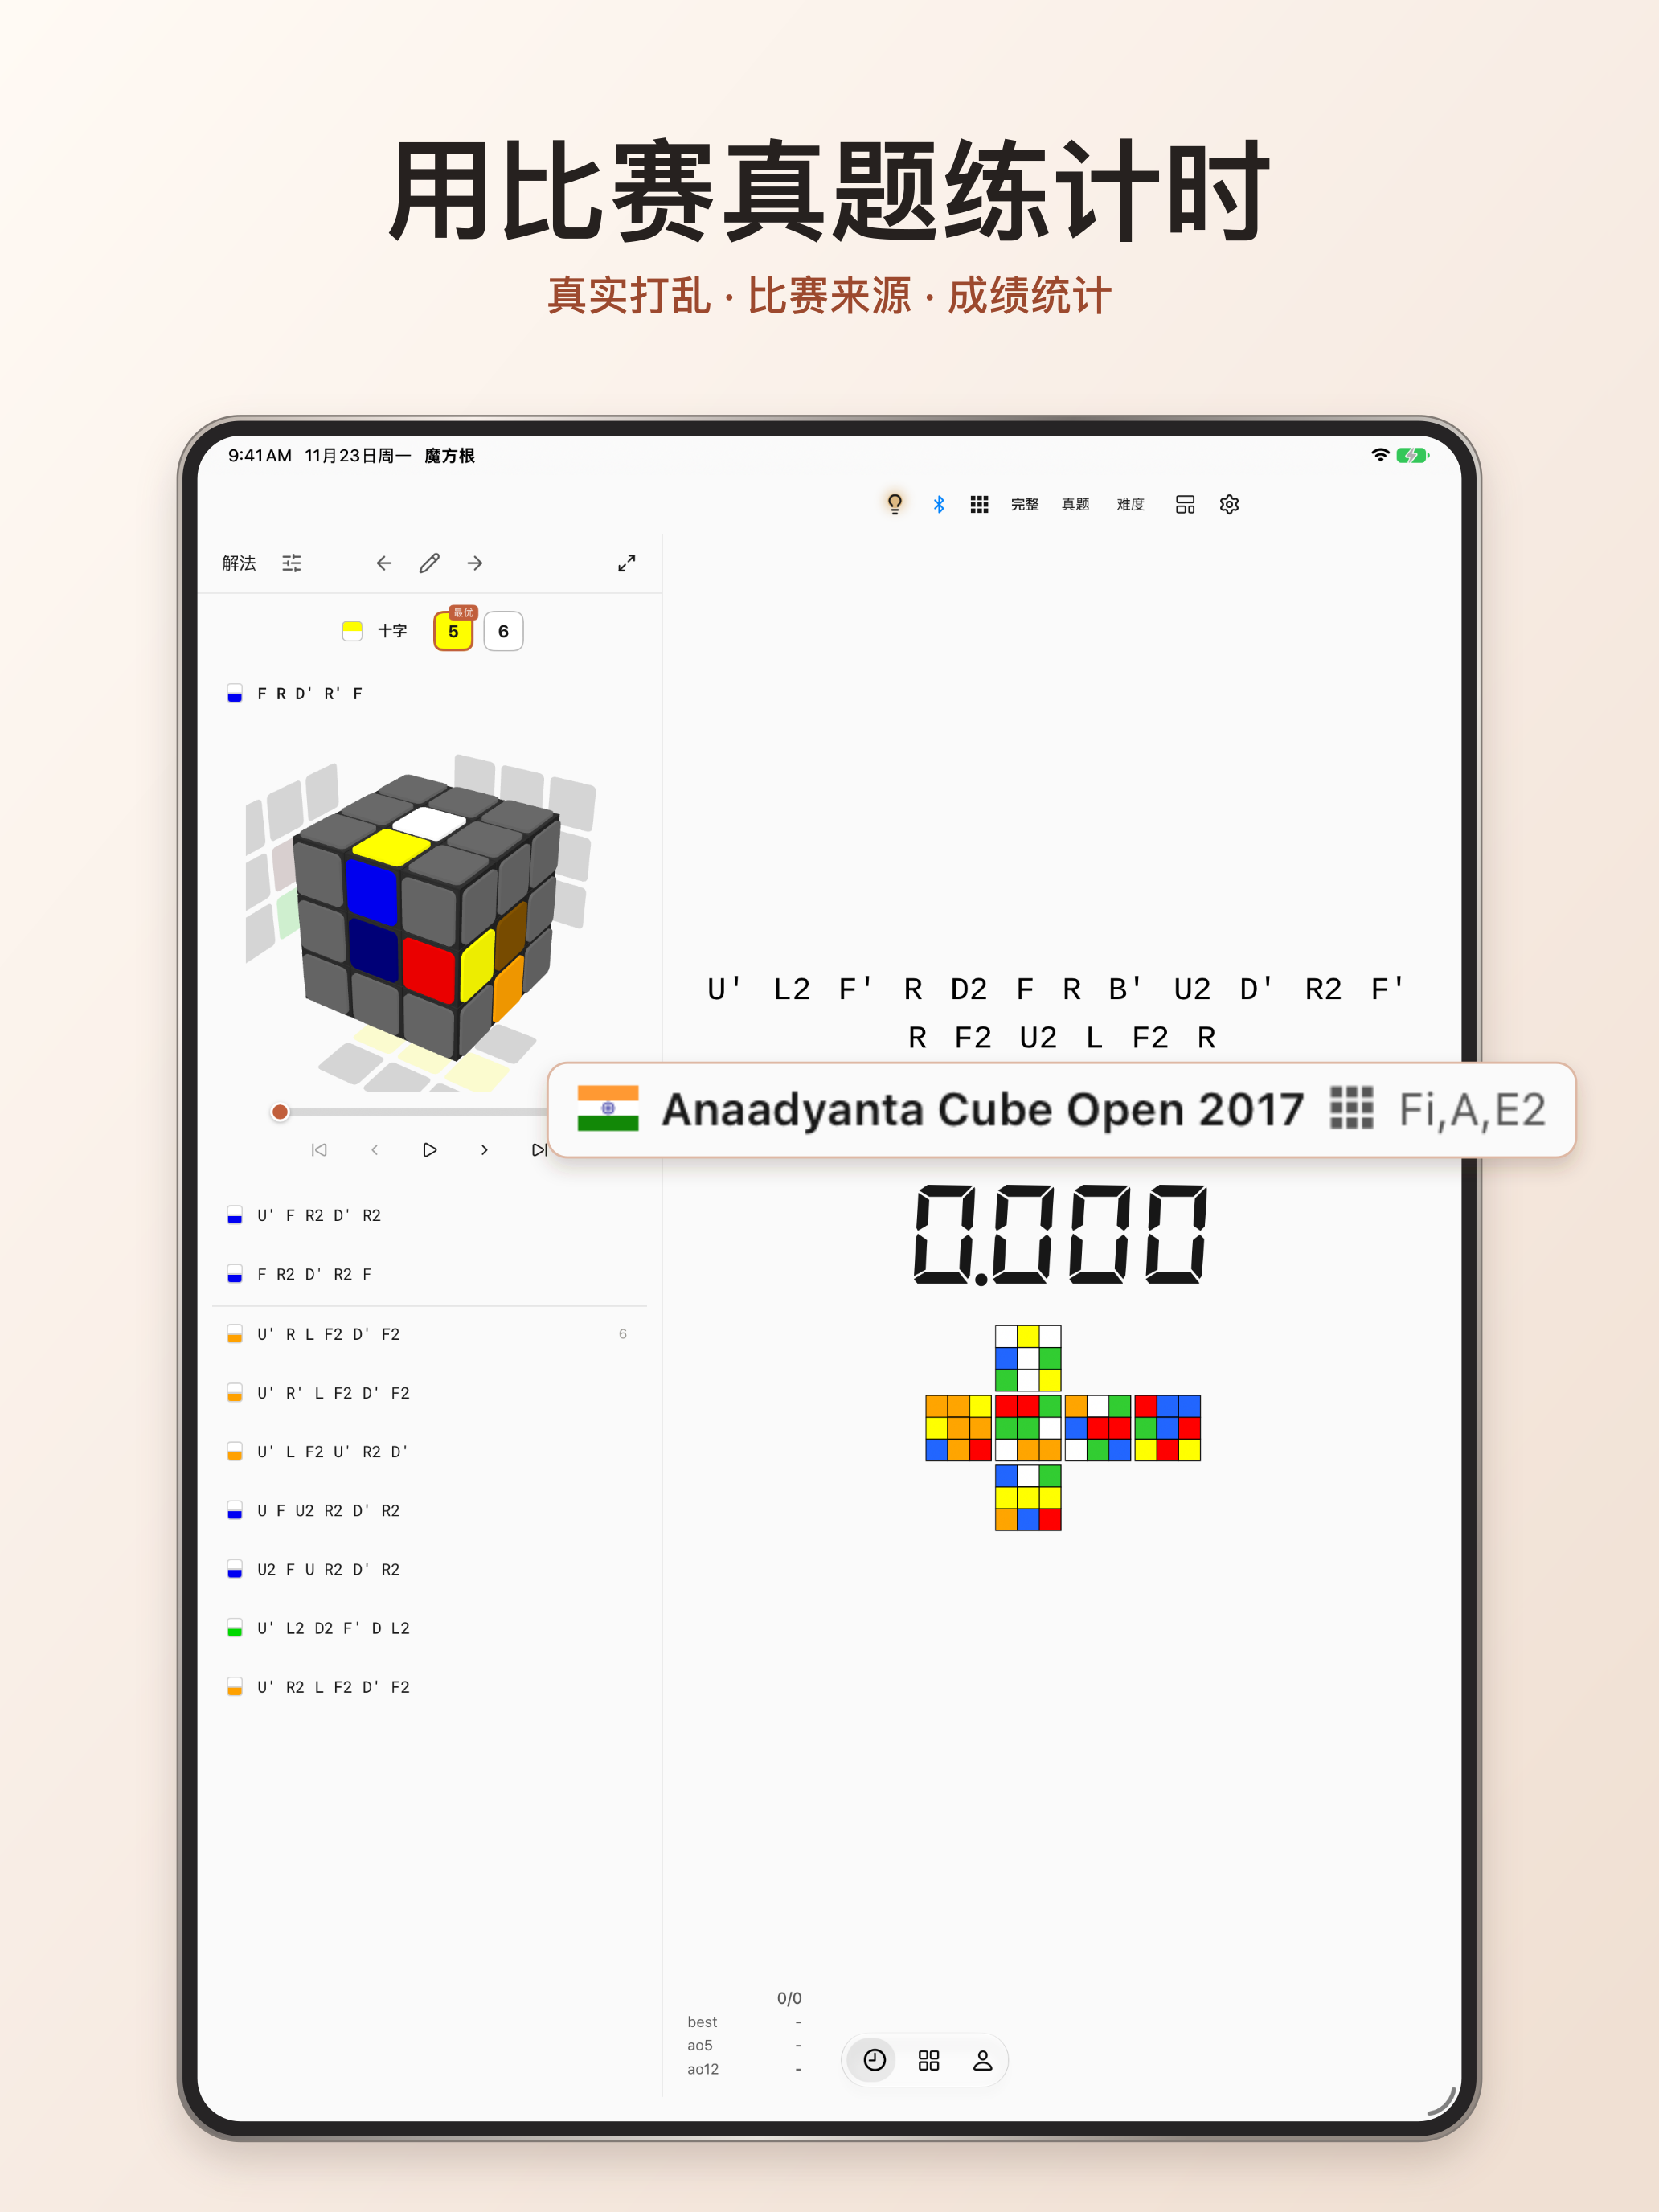 用比赛真题练计时
真实打乱 · 比赛来源 · 成绩统计
9:41 AM 11月23日周一 魔方根
完整 真题 难度
解法
十字 5 最优 6
F R D' R' F
U' L2 F' R D2 F R B' U2 D' R2 F'
R F2 U2 L F2 R
Anaadyanta Cube Open 2017 Fi,A,E2
0.000
U' F R2 D' R2
F R2 D' R2 F
U' R L F2 D' F2 6
U' R' L F2 D' F2
U' L F2 U' R2 D'
U F U2 R2 D' R2
U2 F U R2 D' R2
U' L2 D2 F' D L2
U' R2 L F2 D' F2
0/0
best -
ao5 -
ao12 -